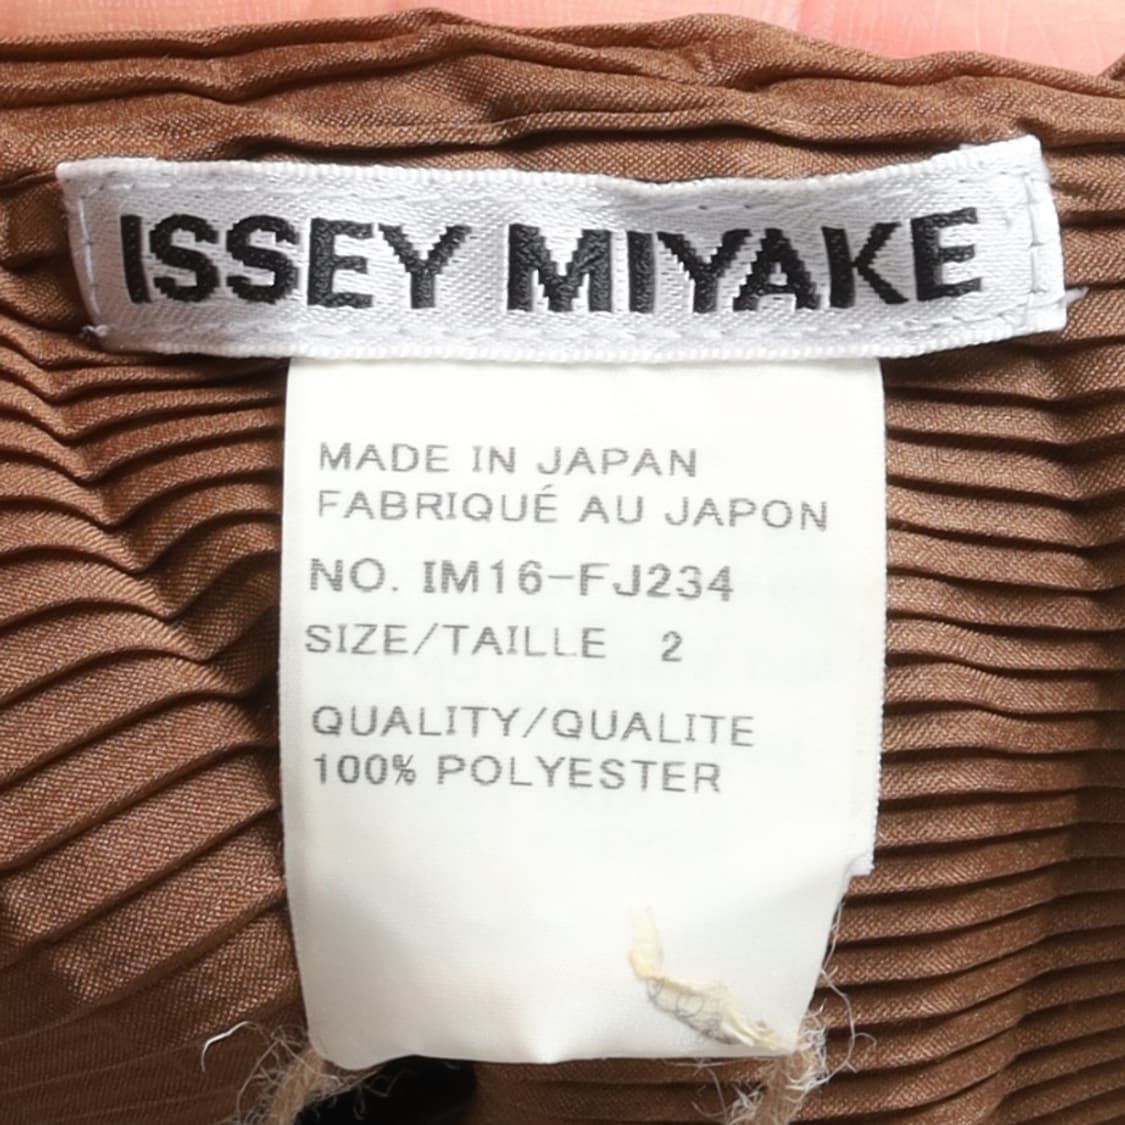 ISSEY MIYAKE
MADE IN JAPAN
FABRIQUÉ AU JAPON
NO. IM16-FJ234
SIZE/TAILLE 2
QUALITY/QUALITE
100% POLYESTER